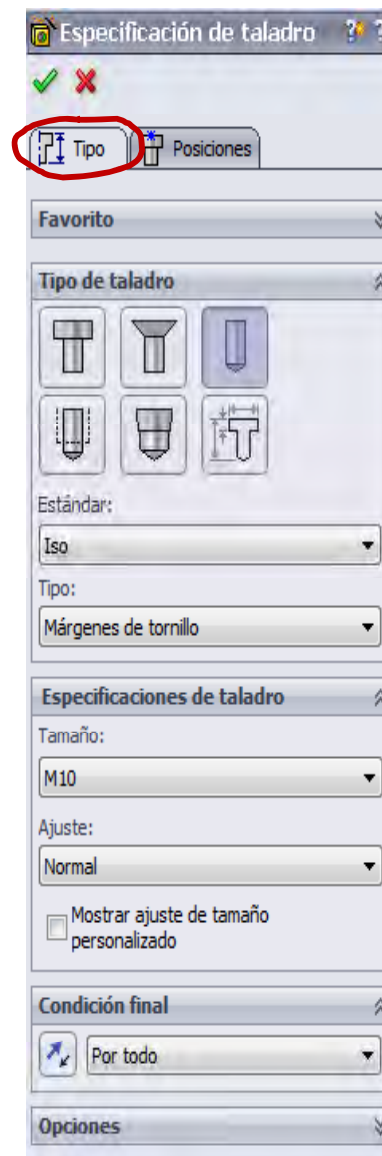 Especificación de taladro
Tipo
Posiciones
Favorito
Tipo de taladro
Estándar:
Iso
Tipo:
Márgenes de tornillo
Especificaciones de taladro
Tamaño:
M10
Ajuste:
Normal
Mostrar ajuste de tamaño
personalizado
Condición final
Por todo
Opciones